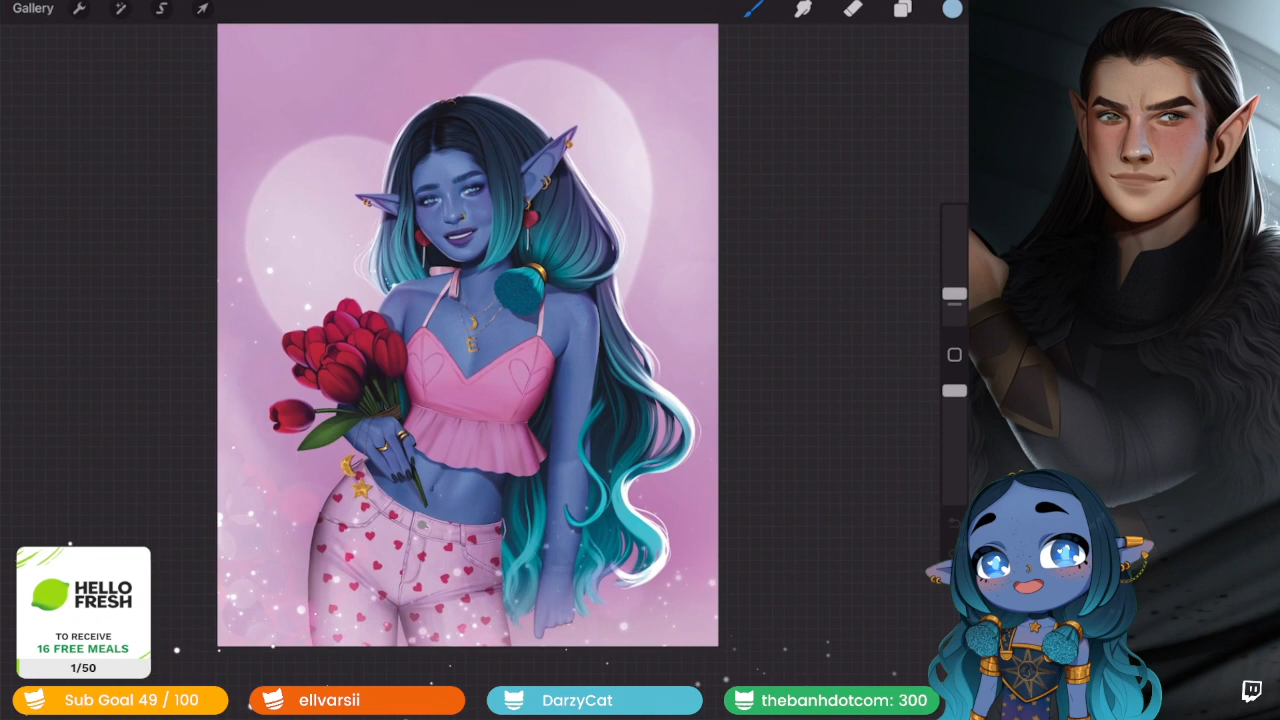 Gallery
E
HELLO
FRESH
TO RECEIVE
16 FREE MEALS
1/50
Sub Goal 49 / 100
ellvarsii
DarzyCat
thebanhdotcom: 300